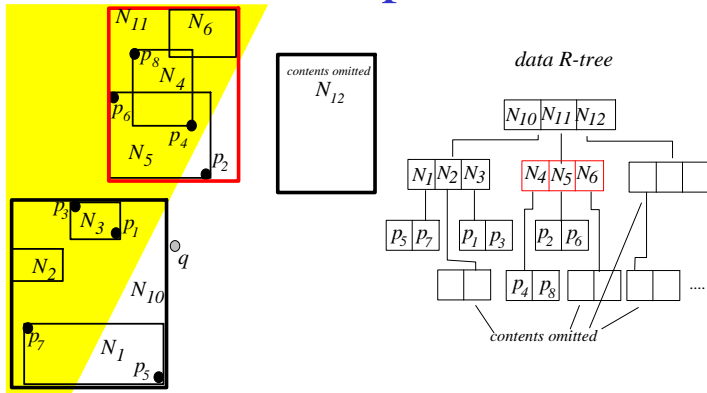 N11
N6
p8
N4
p6
p4
N5
p2
contents omitted
N12
data R-tree
N10 N11 N12
N1 N2 N3
N4 N5 N6
p5 p7
p1 p3
p2 p6
p4 p8
....
contents omitted
p3
N3
p1
q
N2
N10
p7
N1
p5